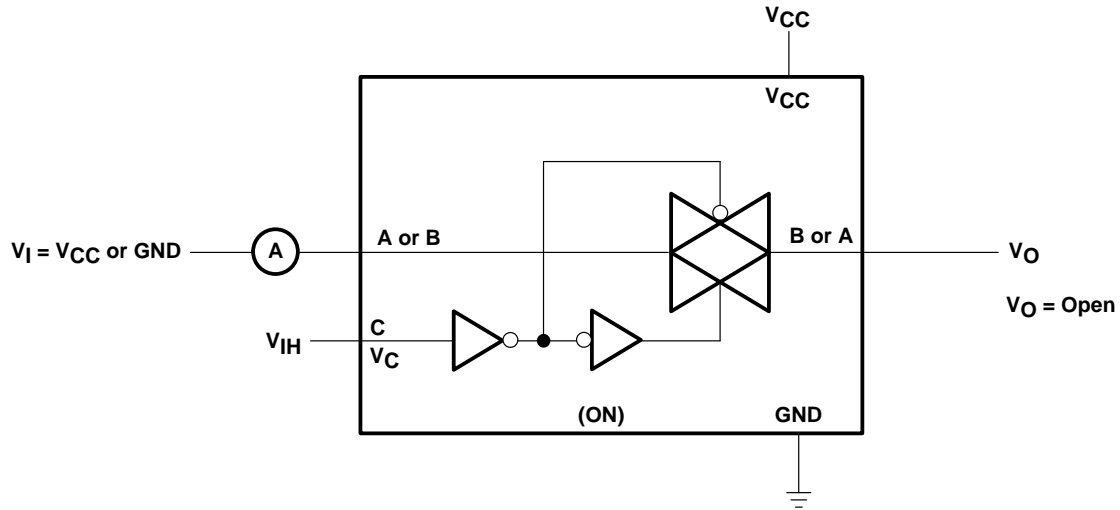 VCC
VCC
VI = VCC or GND
A
A or B
B or A
VO
VO = Open
VIH
C
VC
(ON)
GND